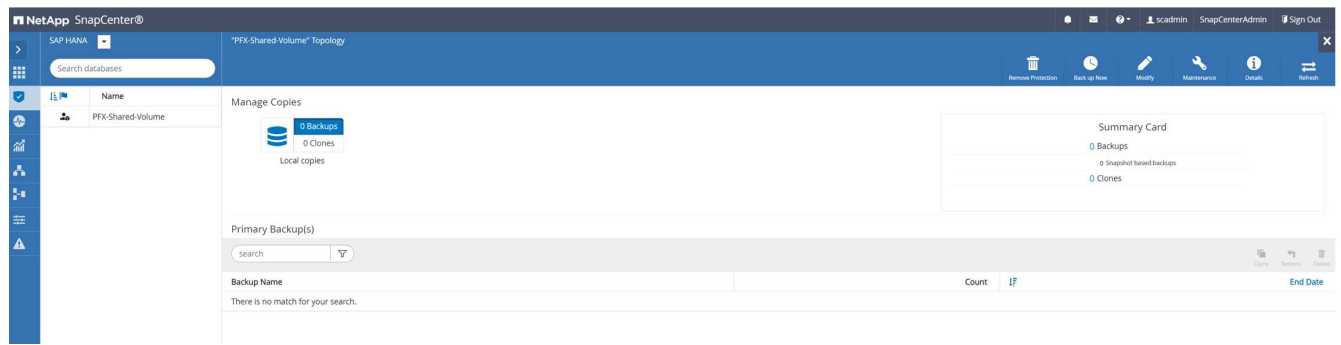 NetApp SnapCenter®
scadmin SnapCenterAdmin Sign Out
SAP HANA
"PFX-Shared-Volume" Topology
Search databases
Remove Protection Back up Now Modify Maintenance Details Refresh
Name
PFX-Shared-Volume
Manage Copies
0 Backups
0 Clones
Local copies
Summary Card
0 Backups
0 Snapshot based backups
0 Clones
Primary Backup(s)
search
Clone Restore Delete
Backup Name Count End Date
There is no match for your search.